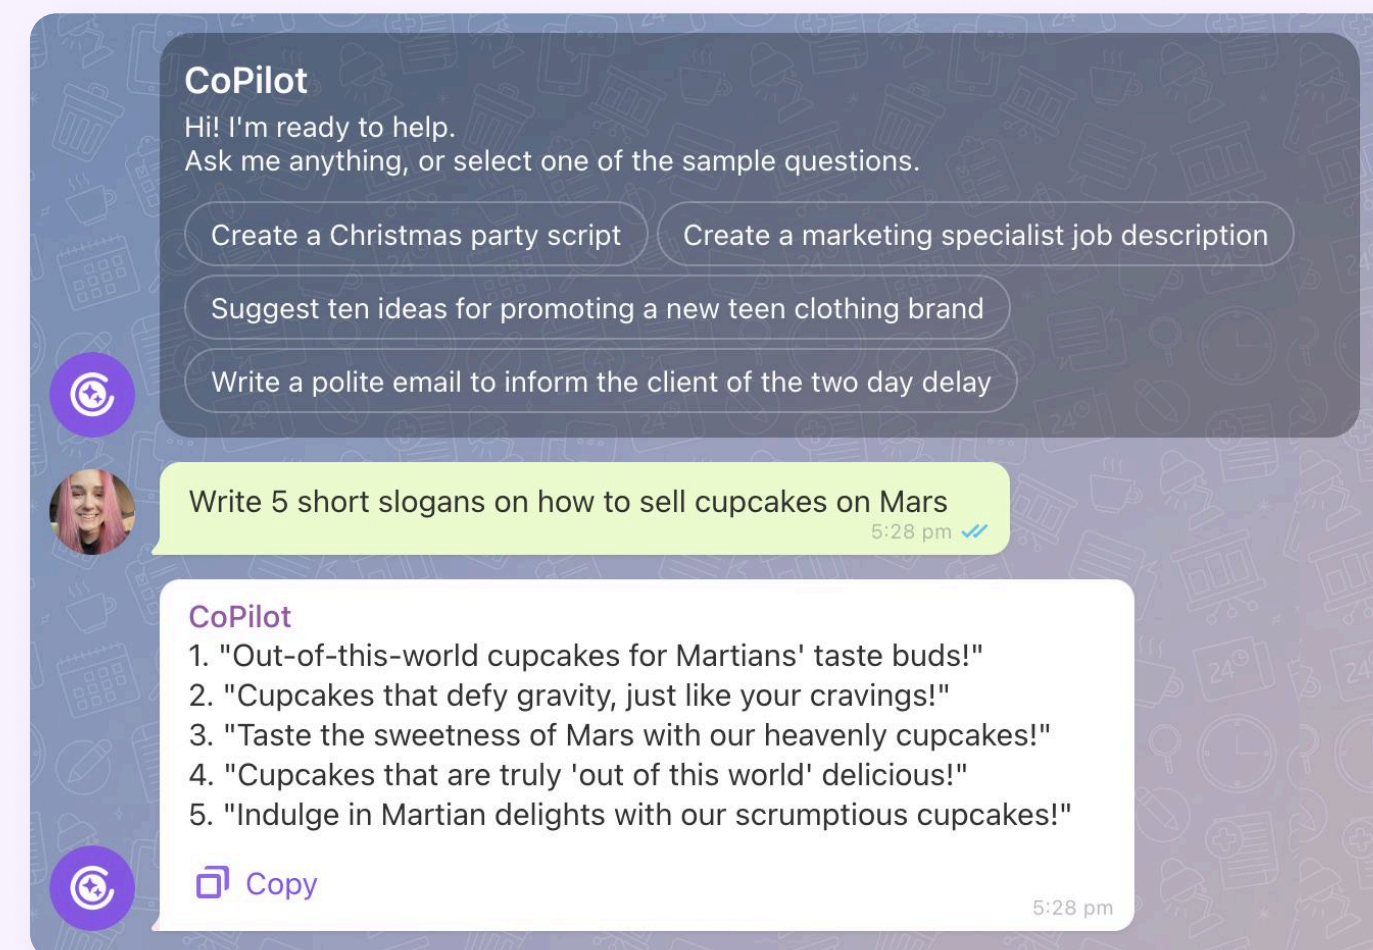 CoPilot
Hi! I'm ready to help.
Ask me anything, or select one of the sample questions.
Create a Christmas party script
Create a marketing specialist job description
Suggest ten ideas for promoting a new teen clothing brand
Write a polite email to inform the client of the two day delay
Write 5 short slogans on how to sell cupcakes on Mars
5:28 pm
CoPilot
1. "Out-of-this-world cupcakes for Martians' taste buds!"
2. "Cupcakes that defy gravity, just like your cravings!"
3. "Taste the sweetness of Mars with our heavenly cupcakes!"
4. "Cupcakes that are truly 'out of this world' delicious!"
5. "Indulge in Martian delights with our scrumptious cupcakes!"
Copy
5:28 pm